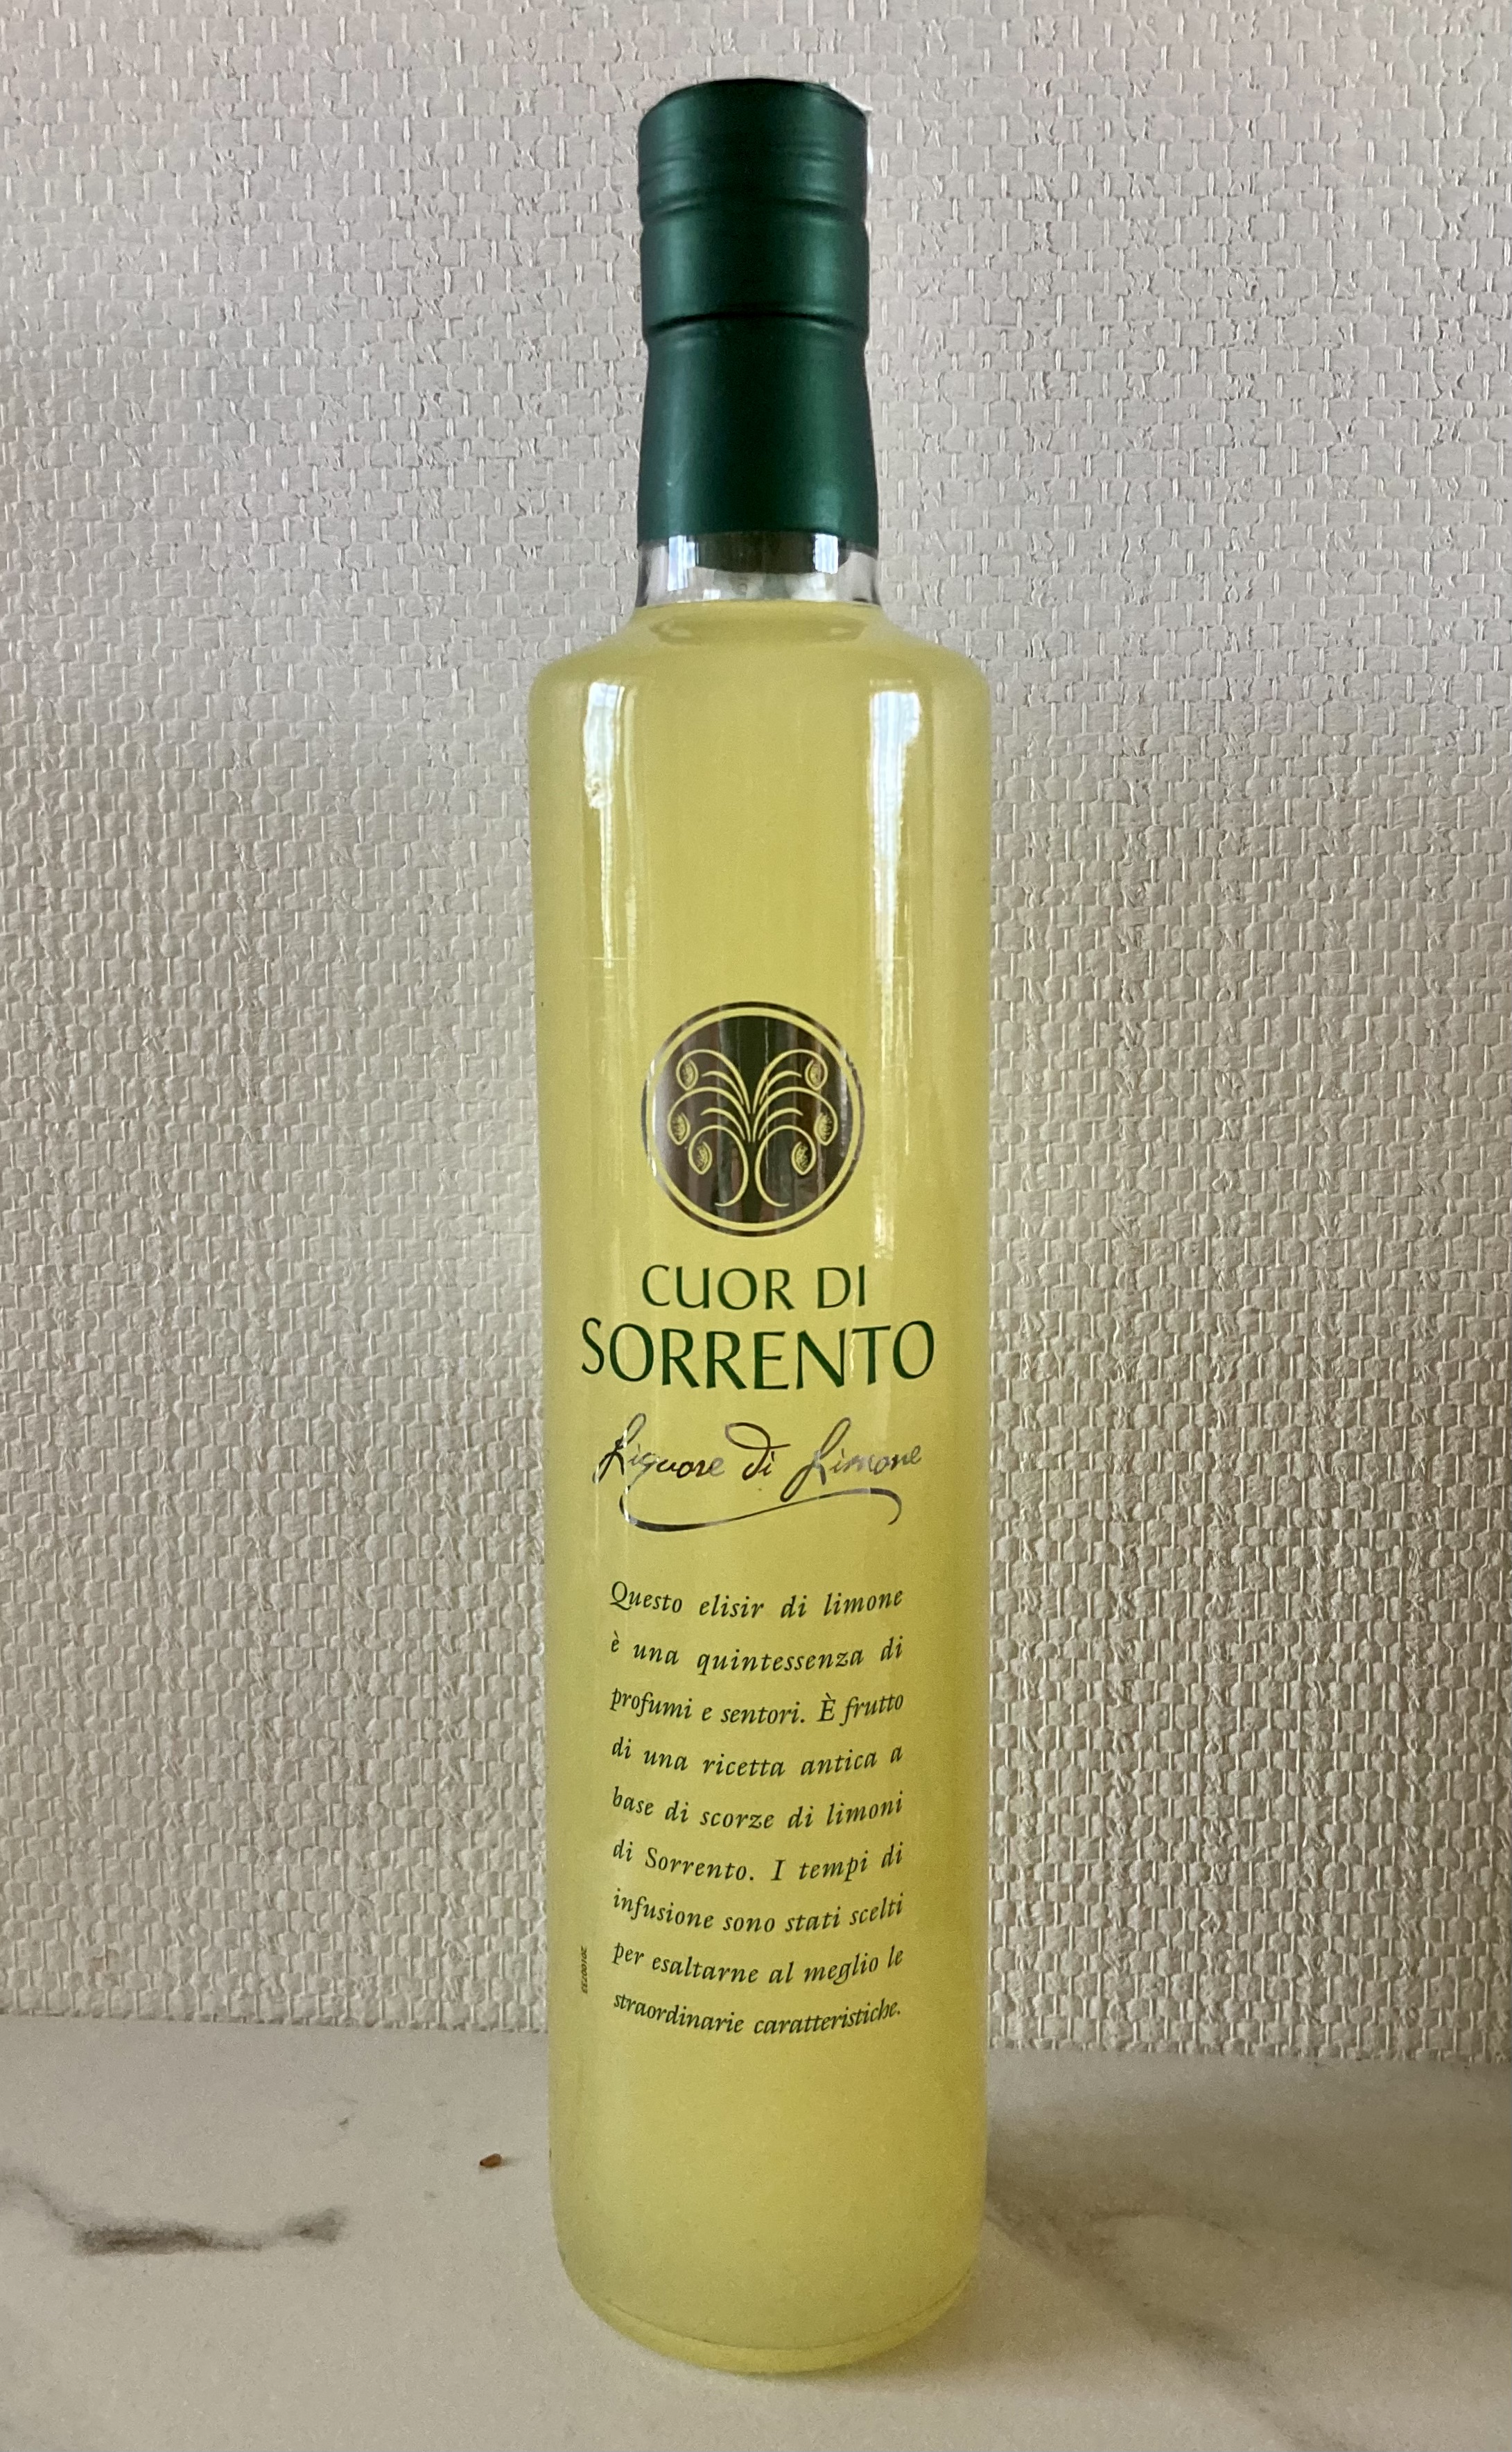 CUOR DI
SORRENTO
Liquore di Limone
Questo elisir di limone
è una quintessenza di
profumi e sentori. È frutto
di una ricetta antica a
base di scorze di limoni
di Sorrento. I tempi di
infusione sono stati scelti
per esaltarne al meglio le
straordinarie caratteristiche.